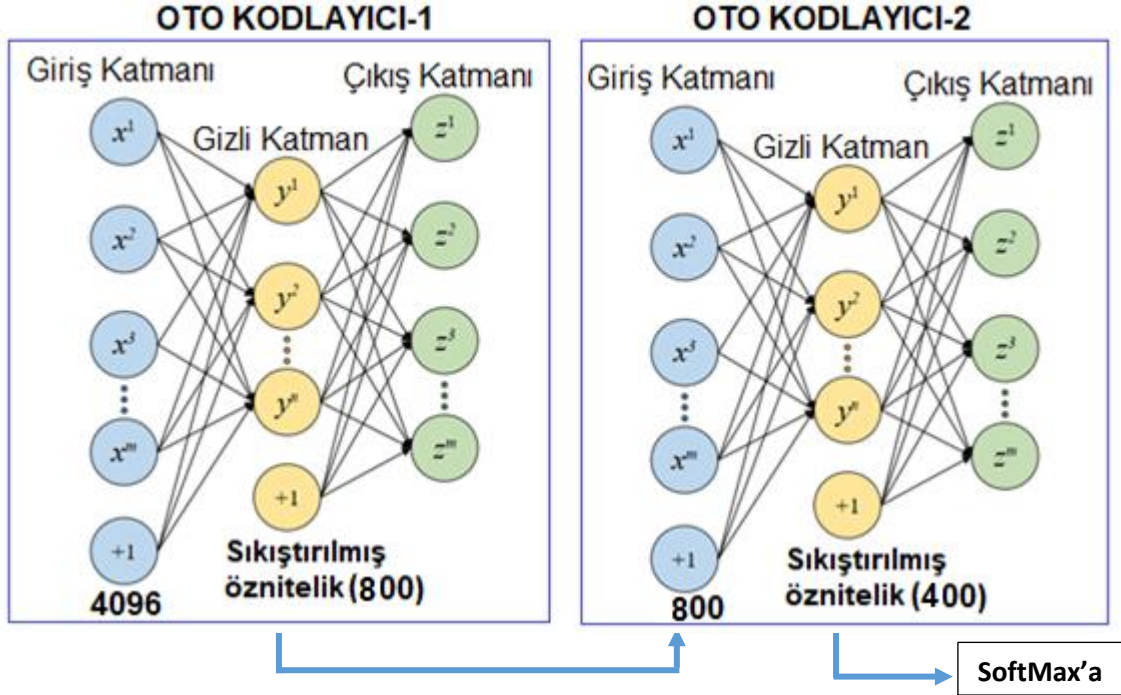 OTO KODLAYICI-1
Giriş Katmanı
Çıkış Katmanı
Gizli Katman
x1
x2
x3
xm
+1
y1
y2
yn
+1
z1
z2
z3
zm
Sıkıştırılmış
öznitelik (800)
4096
OTO KODLAYICI-2
Giriş Katmanı
Çıkış Katmanı
Gizli Katman
x1
x2
x3
xm
+1
y1
y2
yn
+1
z1
z2
z3
zm
Sıkıştırılmış
öznitelik (400)
800
SoftMax’a